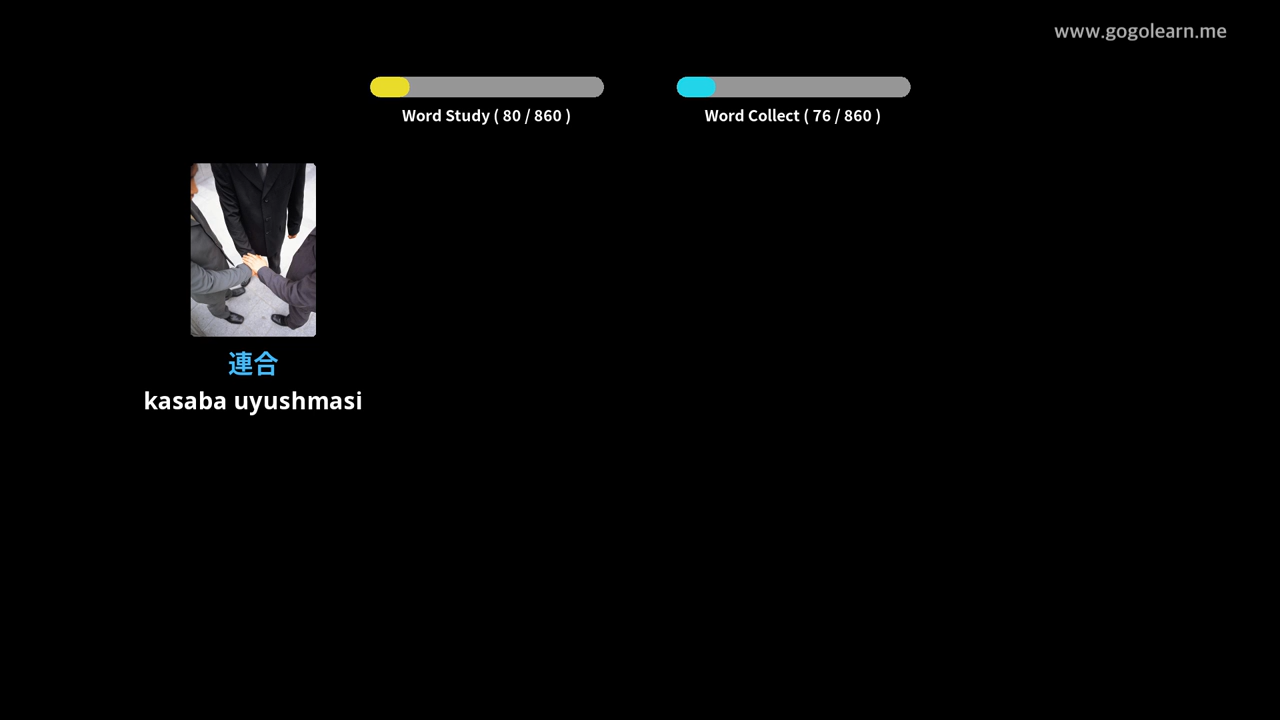 www.gogolearn.me
Word Study ( 80 / 860 )
Word Collect ( 76 / 860 )
連合
kasaba uyushmasi